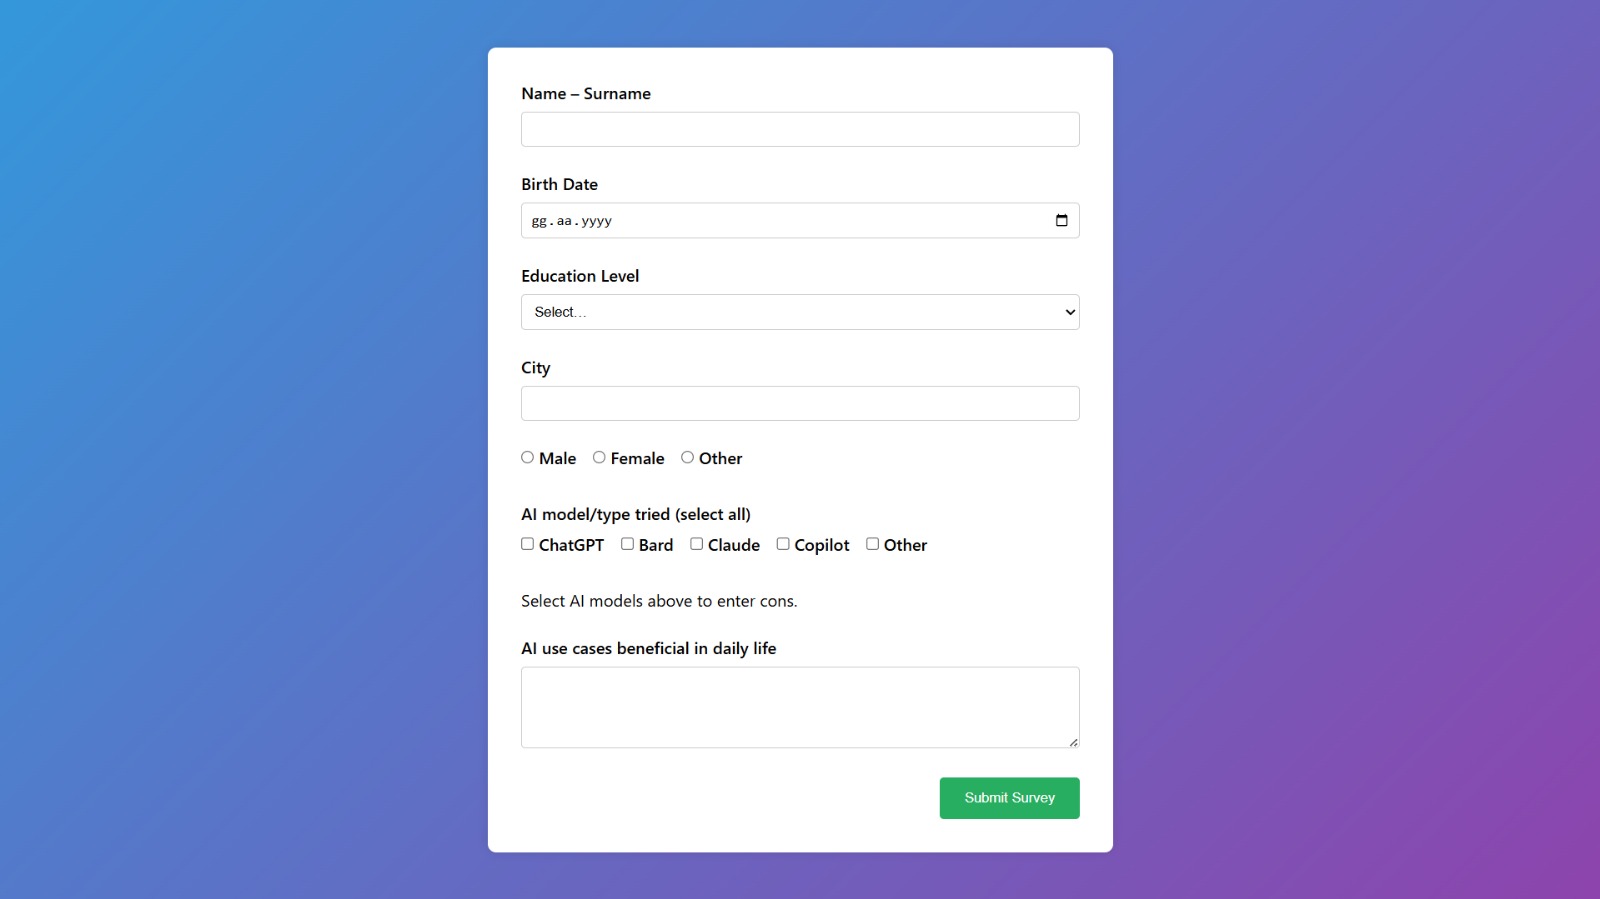 Name – Surname
Birth Date
gg.aa.yyyy
Education Level
Select...
City
Male Female Other
AI model/type tried (select all)
ChatGPT Bard Claude Copilot Other
Select AI models above to enter cons.
AI use cases beneficial in daily life
Submit Survey